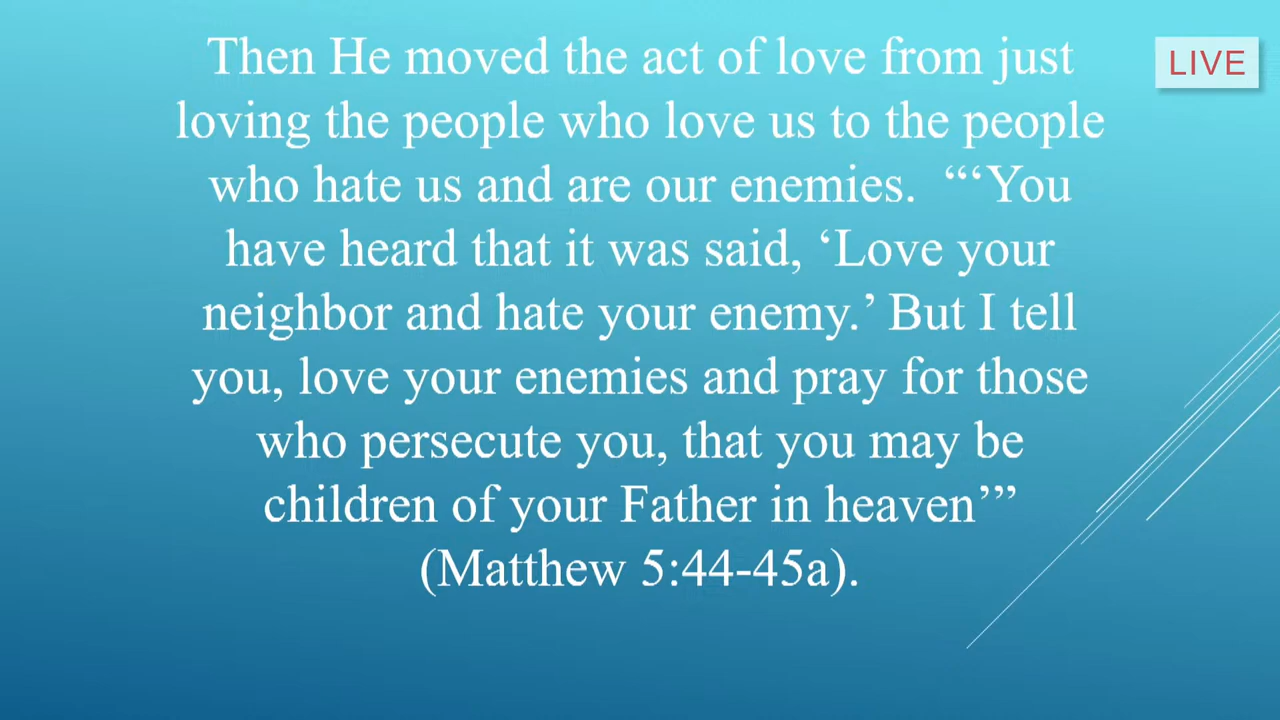 Then He moved the act of love from just
LIVE
loving the people who love us to the people
who hate us and are our enemies.  “‘“You
have heard that it was said, ‘Love your
neighbor and hate your enemy.’ But I tell
you, love your enemies and pray for those
who persecute you, that you may be
children of your Father in heaven’”
(Matthew 5:44-45a).